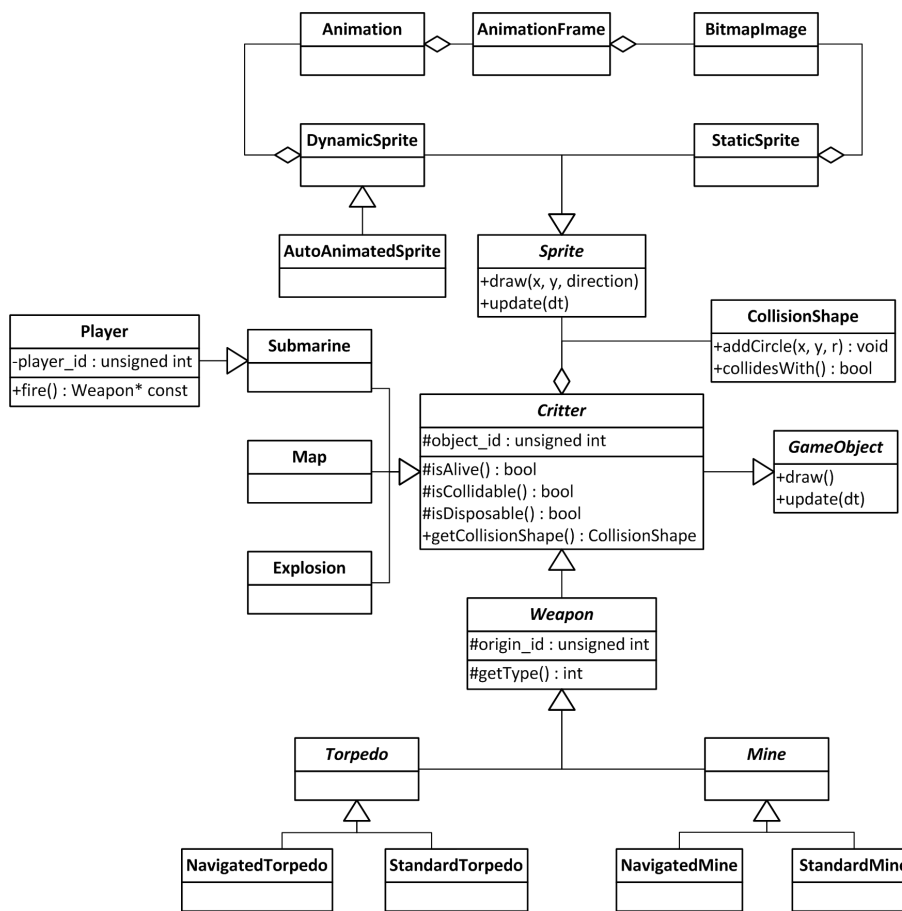 Animation
AnimationFrame
BitmapImage
DynamicSprite
StaticSprite
AutoAnimatedSprite
Sprite
+draw(x, y, direction)
+update(dt)
Player
-player_id : unsigned int
+fire() : Weapon* const
Submarine
CollisionShape
+addCircle(x, y, r) : void
+collidesWith() : bool
Critter
#object_id : unsigned int
#isAlive() : bool
#isCollidable() : bool
#isDisposable() : bool
+getCollisionShape() : CollisionShape
Map
GameObject
+draw()
+update(dt)
Explosion
Weapon
#origin_id : unsigned int
#getType() : int
Torpedo
Mine
NavigatedTorpedo
StandardTorpedo
NavigatedMine
StandardMine